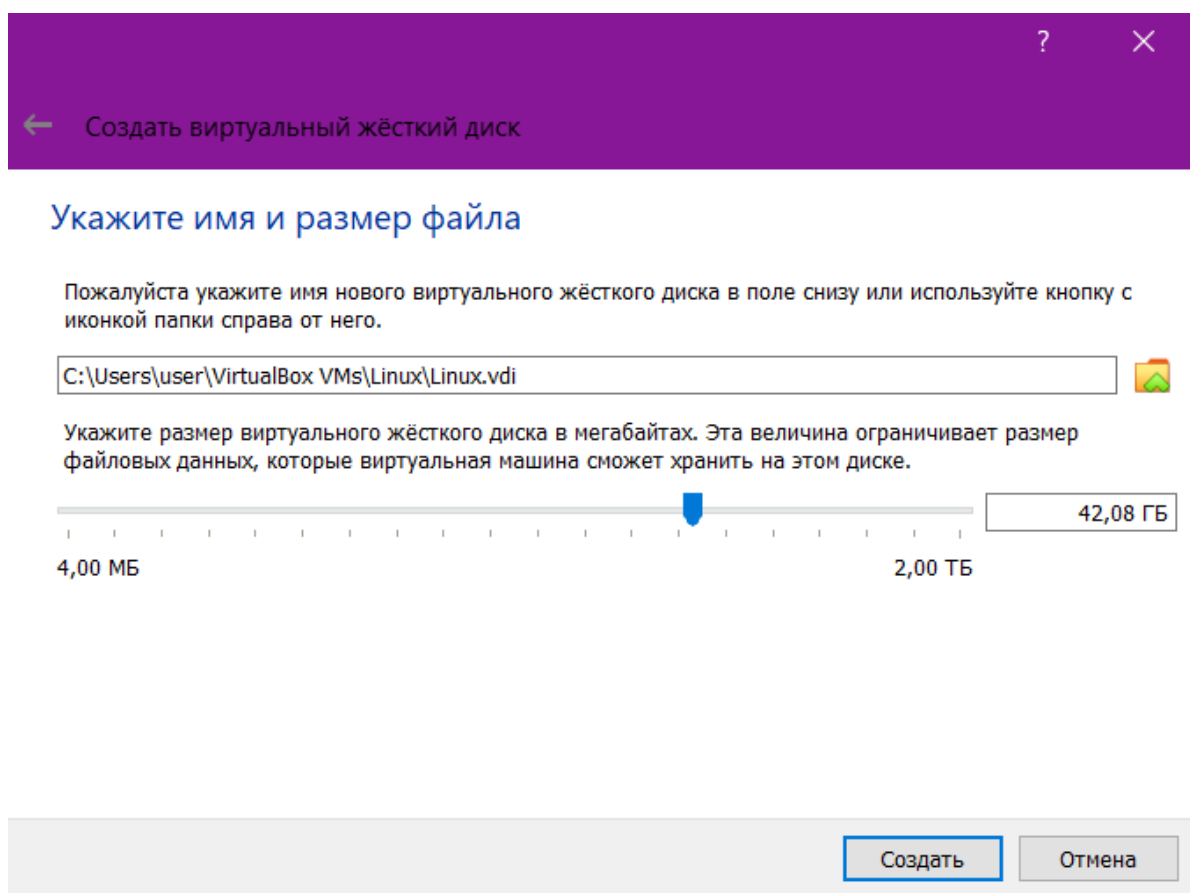 ?
Создать виртуальный жёсткий диск
Укажите имя и размер файла
Пожалуйста укажите имя нового виртуального жёсткого диска в поле снизу или используйте кнопку с
иконкой папки справа от него.
C:\Users\user\VirtualBox VMs\Linux\Linux.vdi
Укажите размер виртуального жёсткого диска в мегабайтах. Эта величина ограничивает размер
файловых данных, которые виртуальная машина сможет хранить на этом диске.
42,08 ГБ
4,00 МБ 2,00 ТБ
Создать Отмена